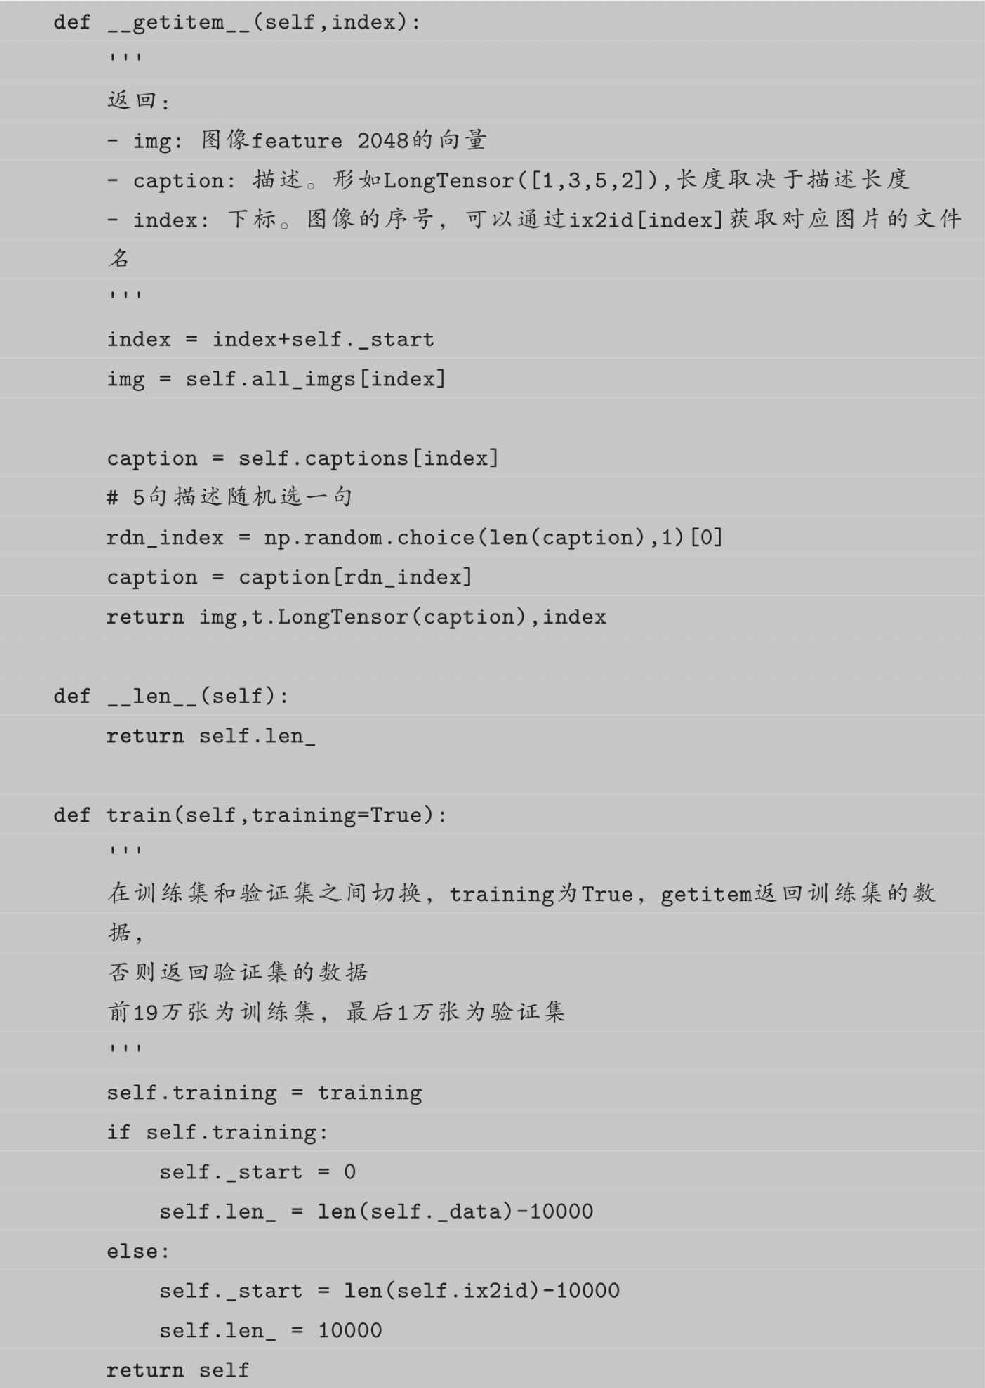 def __getitem__(self,index):
'''
返回：
- img: 图像feature 2048的向量
- caption: 描述。形如LongTensor([1,3,5,2]),长度取决于描述长度
- index: 下标。图像的序号，可以通过ix2id[index]获取对应图片的文件
名
'''
index = index+self._start
img = self.all_imgs[index]
caption = self.captions[index]
# 5句描述随机选一句
rdn_index = np.random.choice(len(caption),1)[0]
caption = caption[rdn_index]
return img,t.LongTensor(caption),index
def __len__(self):
return self.len_
def train(self,training=True):
'''
在训练集和验证集之间切换，training为True，getitem返回训练集的数
据，
否则返回验证集的数据
前19万张为训练集，最后1万张为验证集
'''
self.training = training
if self.training:
self._start = 0
self.len_ = len(self._data)-10000
else:
self._start = len(self.ix2id)-10000
self.len_ = 10000
return self